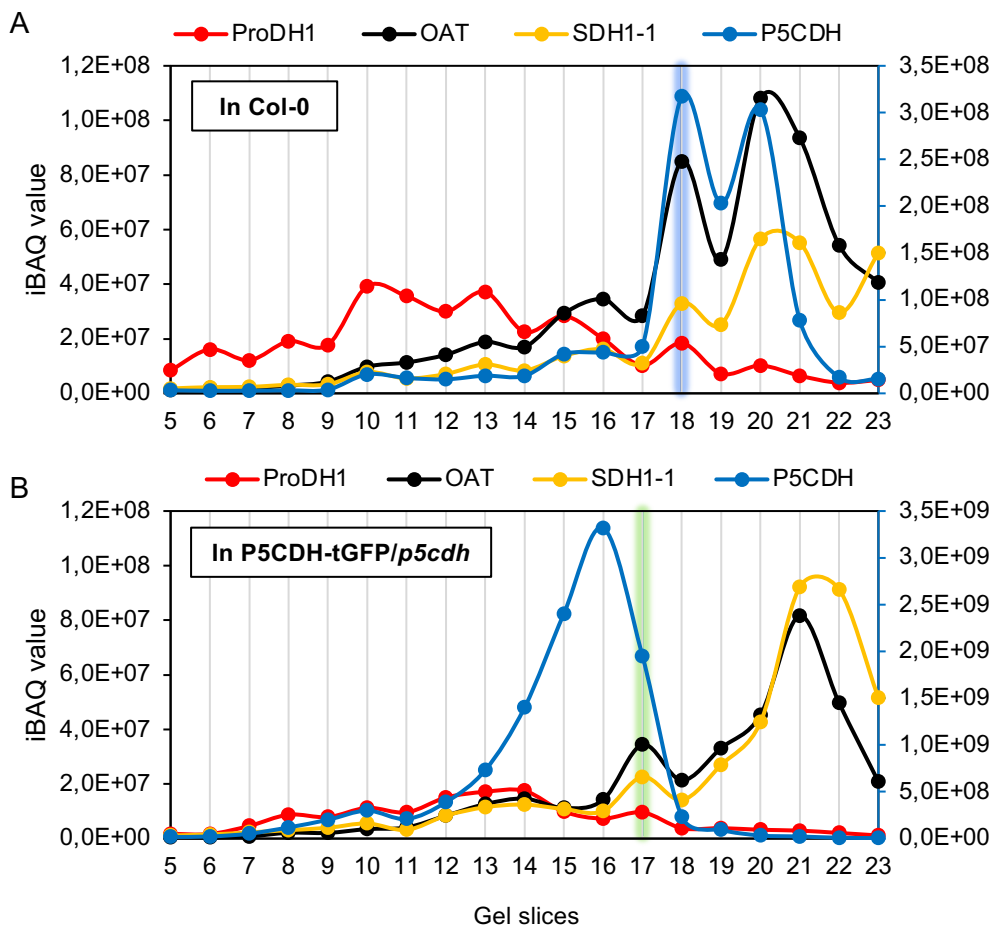 A
ProDH1 OAT SDH1-1 P5CDH
1,2E+08 3,5E+08
In Col-0
1,0E+08 3,0E+08
2,5E+08
8,0E+07
2,0E+08
6,0E+07
1,5E+08
4,0E+07
1,0E+08
2,0E+07
5,0E+07
0,0E+00 0,0E+00
iBAQ value
5 6 7 8 9 10 11 12 13 14 15 16 17 18 19 20 21 22 23
B
ProDH1 OAT SDH1-1 P5CDH
1,2E+08 3,5E+09
In P5CDH-tGFP/p5cdh
1,0E+08 3,0E+09
2,5E+09
8,0E+07
2,0E+09
6,0E+07
1,5E+09
4,0E+07
1,0E+09
2,0E+07
5,0E+08
0,0E+00 0,0E+00
iBAQ value
5 6 7 8 9 10 11 12 13 14 15 16 17 18 19 20 21 22 23
Gel slices